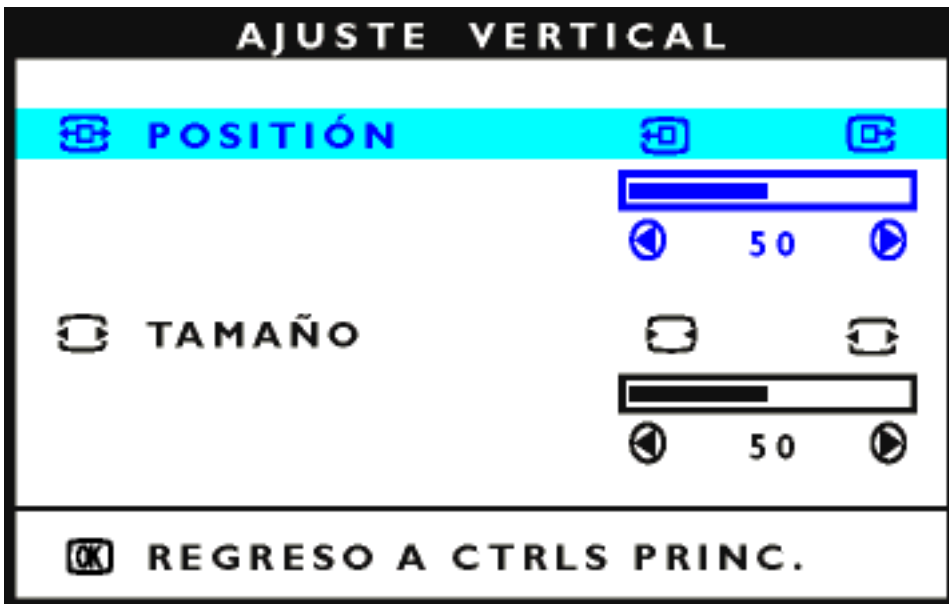 AJUSTE VERTICAL
POSITIÓN
50
TAMAÑO
50
OK REGRESO A CTRLS PRINC.